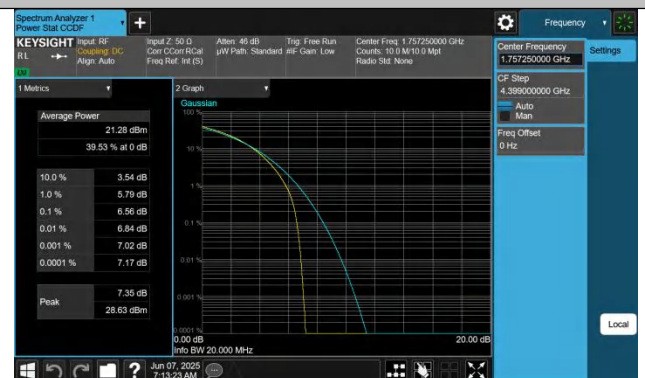 Spectrum Analyzer 1
Power Stat CCDF
Frequency
KEYSIGHT
RL
Input: RF
Coupling: DC
Align: Auto
Input Z: 50 Ω
Corr CCorr RCal
Freq Ref: Int (S)
Atten: 46 dB
µW Path: Standard
Trig: Free Run
#IF Gain: Low
Center Freq: 1.757250000 GHz
Counts: 10.0 M/10.0 Mpt
Radio Std: None
Center Frequency
1.757250000 GHz
Settings
CF Step
4.399000000 GHz
Auto
Man
Freq Offset
0 Hz
1 Metrics
2 Graph
Average Power
21.28 dBm
39.53 % at 0 dB
10.0 % 3.54 dB
1.0 % 5.79 dB
0.1 % 6.56 dB
0.01 % 6.84 dB
0.001 % 7.02 dB
0.0001 % 7.17 dB
Peak
7.35 dB
28.63 dBm
Gaussian
100 %
10 %
1 %
0.1 %
0.01 %
0.001 %
0.0001 %
0.00 dB
20.00 dB
Info BW 20.000 MHz
Local
Jun 07, 2025
7:13:23 AM